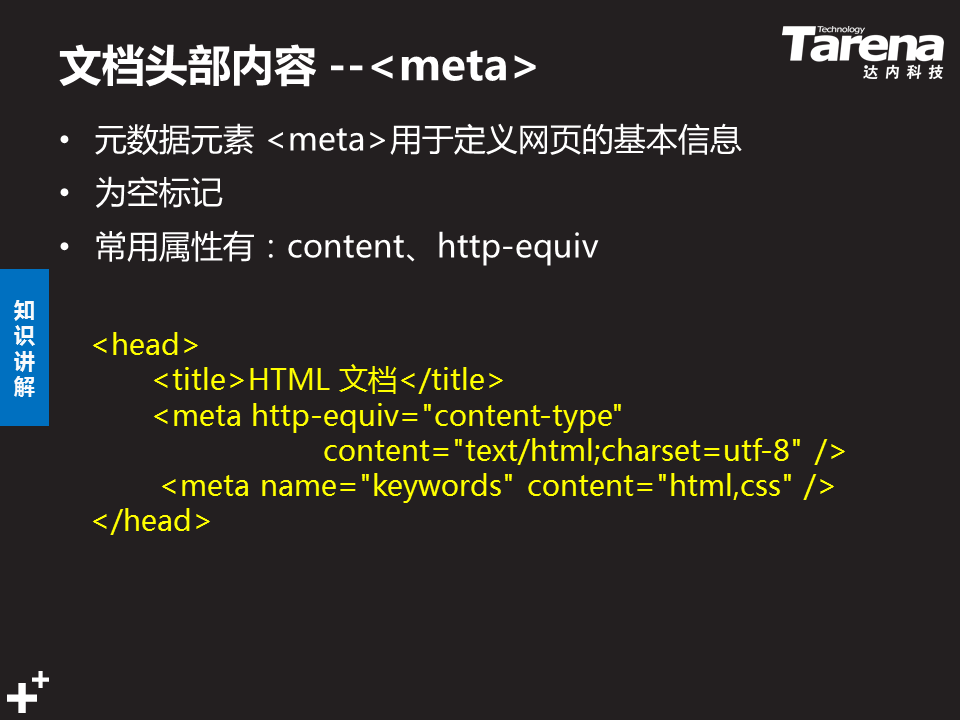 文档头部内容 --<meta>
Technology
Tarena
达内科技
• 元数据元素 <meta>用于定义网页的基本信息
• 为空标记
• 常用属性有：content、http-equiv
知
识
讲
解
<head>
<title>HTML 文档</title>
<meta http-equiv="content-type"
content="text/html;charset=utf-8" />
<meta name="keywords" content="html,css" />
</head>